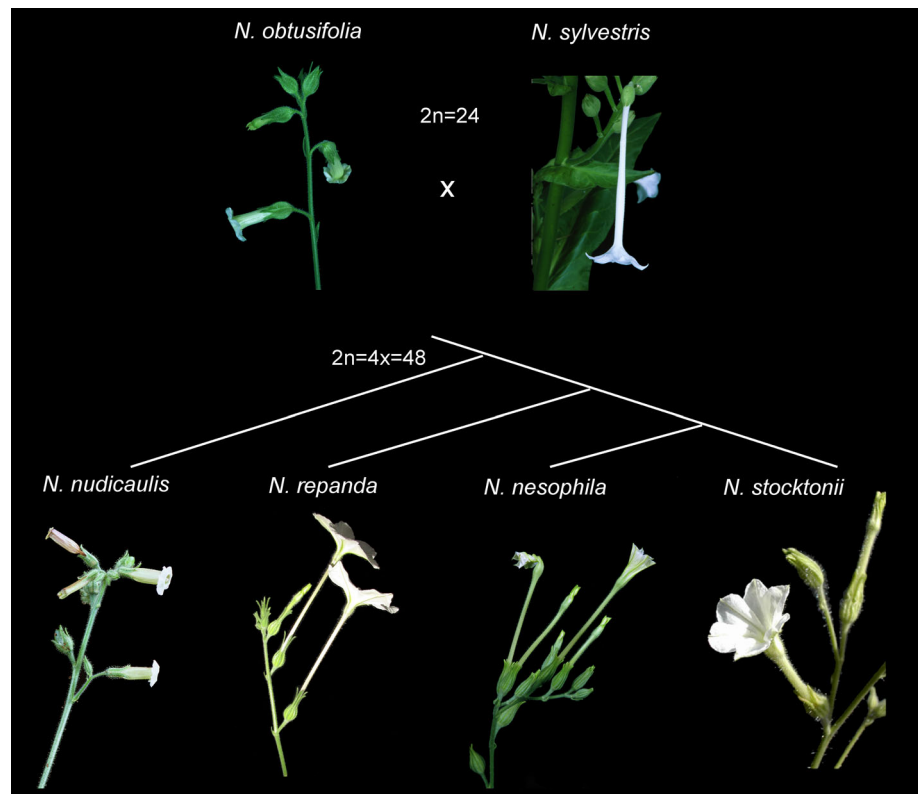 N. obtusifolia
N. sylvestris
2n=24
X
2n=4x=48
N. nudicaulis
N. repanda
N. nesophila
N. stocktonii